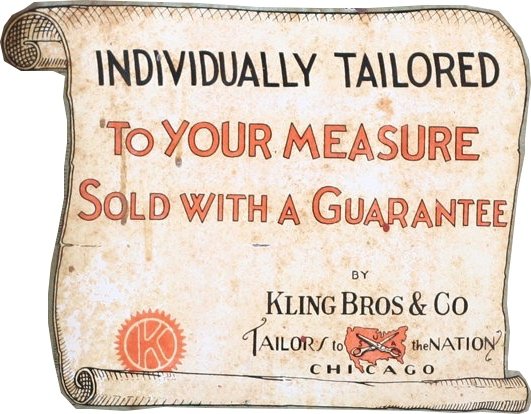 INDIVIDUALLY TAILORED
TO YOUR MEASURE
SOLD WITH A GUARANTEE
BY
KLING BROS & CO
TAILORS to the NATION
CHICAGO